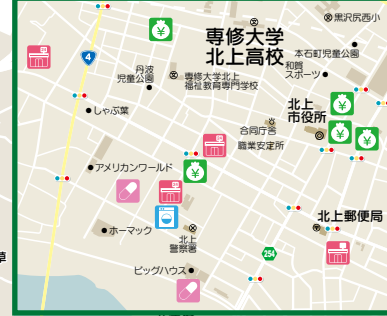 黒沢尻西小
専修大学
北上高校
本石町児童公園
4
丹波
児童公園
専修大学北上
福祉教育専門学校
和賀
スポーツ
しゃぶ葉
北上
市役所
合同庁舎
職業安定所
アメリカンワールド
ホーマック
北上
警察署
北上郵便局
254
ビッグハウス
草